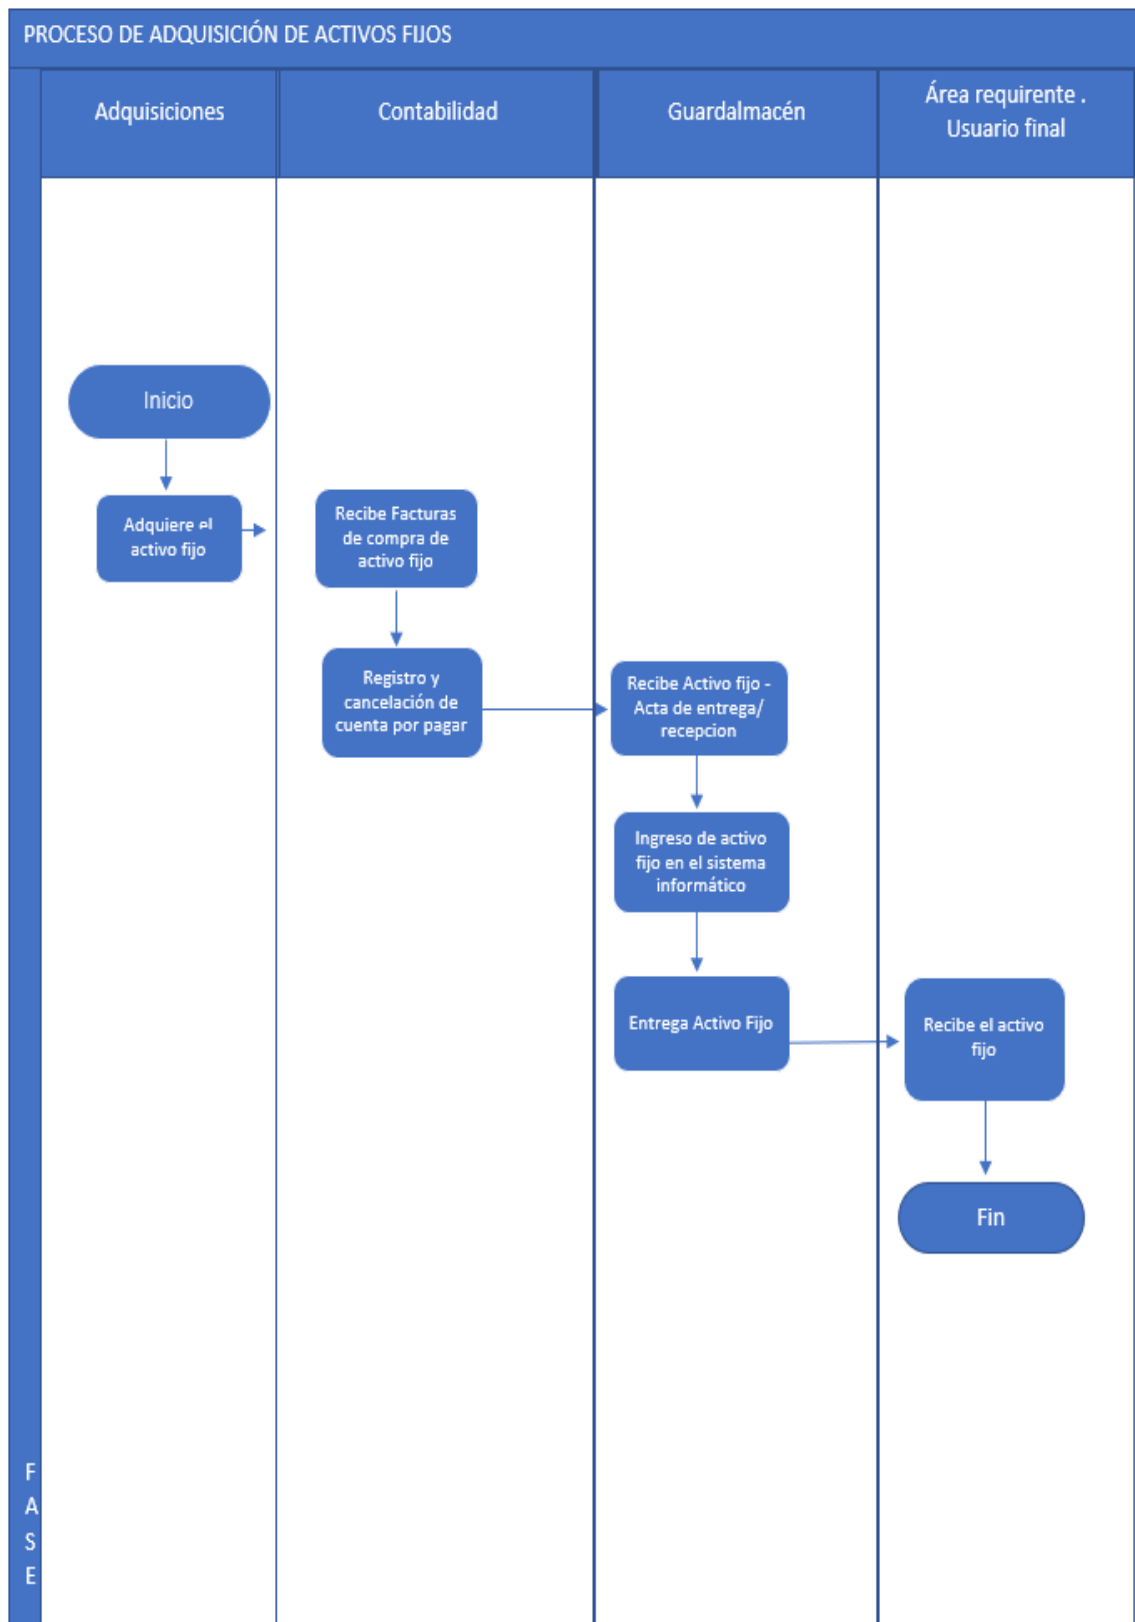 PROCESO DE ADQUISICIÓN DE ACTIVOS FIJOS
Adquisiciones
Contabilidad
Guardalmacén
Área requirente .
Usuario final
Inicio
Adquiere el
activo fijo
Recibe Facturas
de compra de
activo fijo
Registro y
cancelación de
cuenta por pagar
Recibe Activo fijo -
Acta de entrega/
recepcion
Ingreso de activo
fijo en el sistema
informático
Entrega Activo Fijo
Recibe el activo
fijo
Fin
F
A
S
E